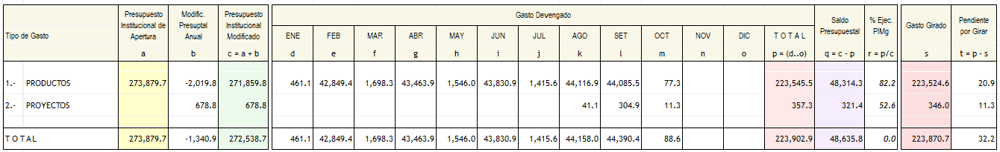 Tipo de Gasto | Presupuesto Institucional de Apertura | Modific. Presuptal Anual | Presupuesto Institucional Modificado | Gasto Devengado | Saldo Presupuestal | % Ejec. PIMg | Gasto Girado | Pendiente por Girar
ENE | FEB | MAR | ABR | MAY | JUN | JUL | AGO | SET | OCT | NOV | DIC | T O T A L
a | b | c = a + b | d | e | f | g | h | i | j | k | l | m | n | o | p = (d..o) | q = c - p | r = p/c | s | t = p - s
1.- PRODUCTOS | 273,879.7 | -2,019.8 | 271,859.8 | 461.1 | 42,849.4 | 1,698.3 | 43,463.9 | 1,546.0 | 43,830.9 | 1,415.6 | 44,116.9 | 44,085.5 | 77.3 | 223,545.5 | 48,314.3 | 82.2 | 223,524.6 | 20.9
2.- PROYECTOS | 678.8 | 678.8 | 41.1 | 304.9 | 11.3 | 357.3 | 321.4 | 52.6 | 346.0 | 11.3
T O T A L | 273,879.7 | -1,340.9 | 272,538.7 | 461.1 | 42,849.4 | 1,698.3 | 43,463.9 | 1,546.0 | 43,830.9 | 1,415.6 | 44,158.0 | 44,390.4 | 88.6 | 223,902.9 | 48,635.8 | 0.0 | 223,870.7 | 32.2